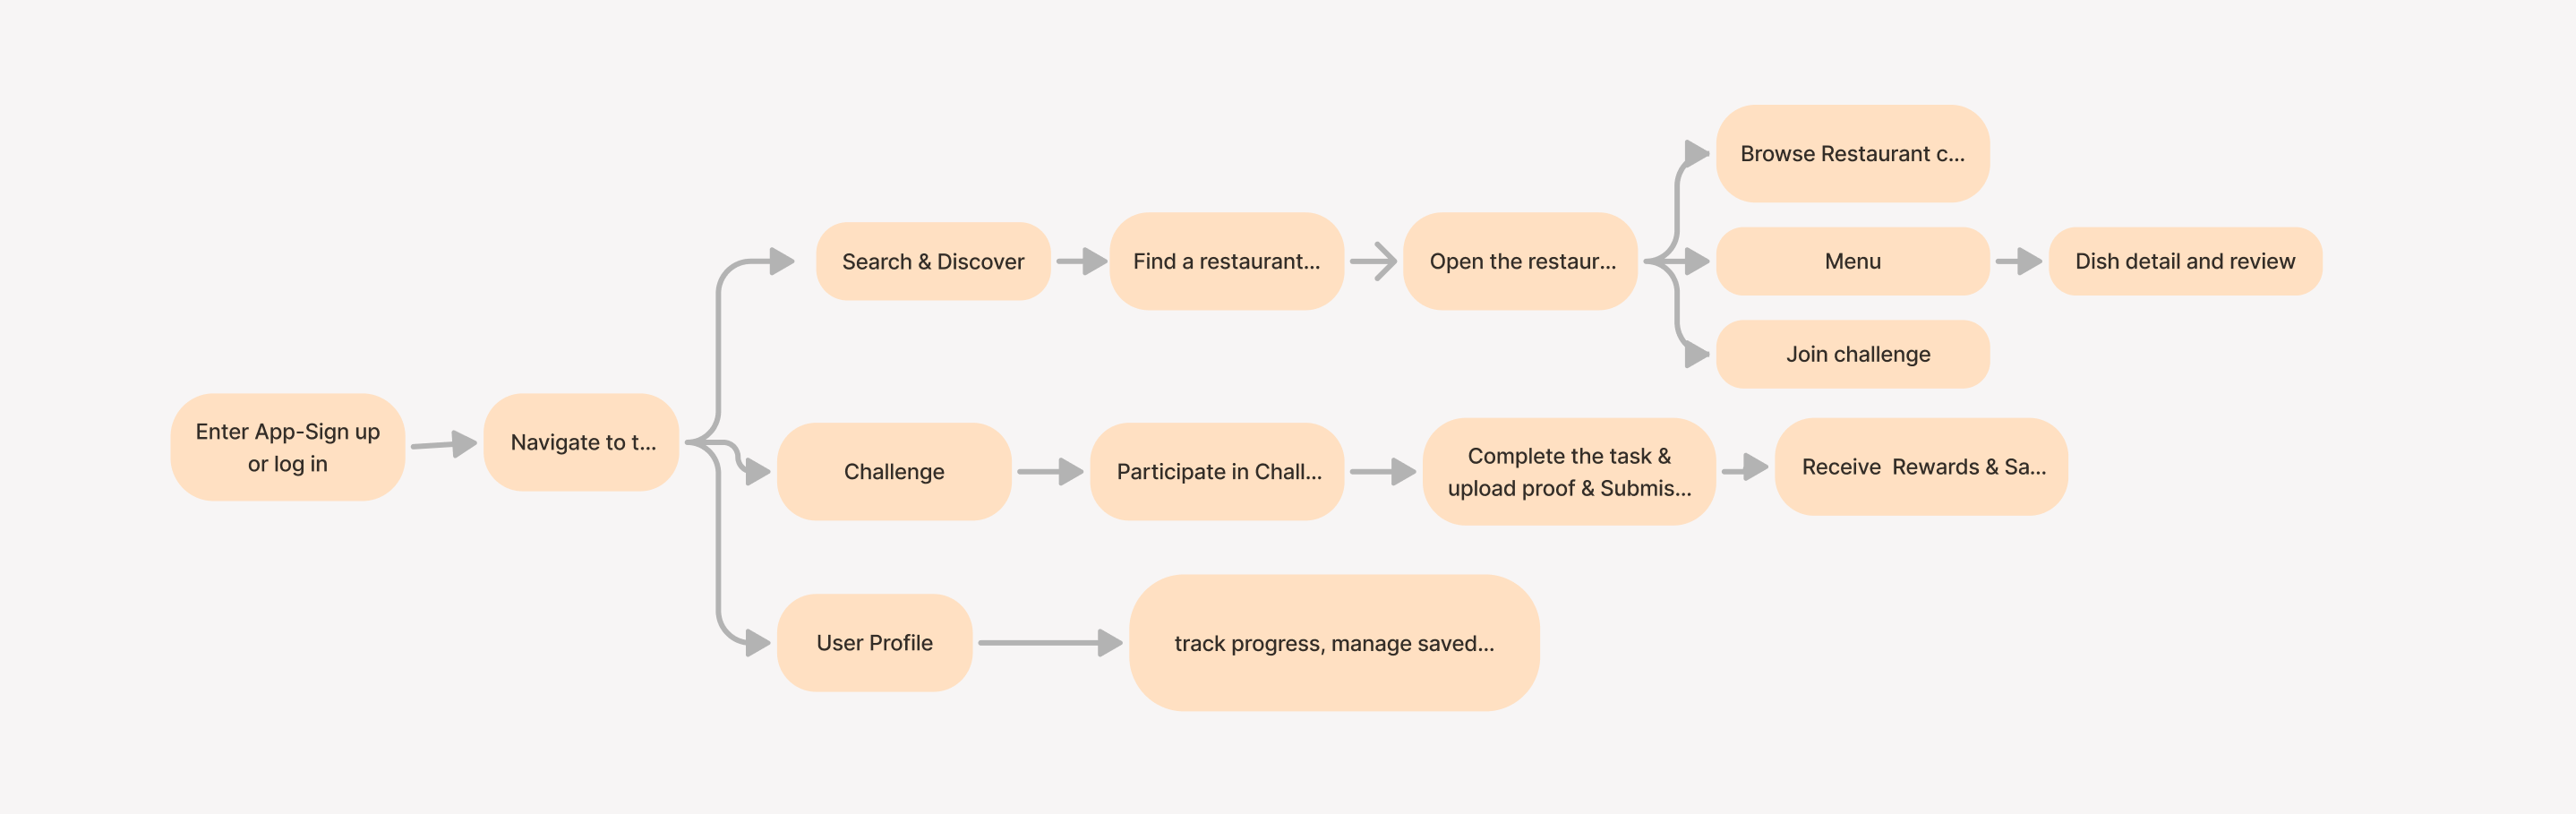 Browse Restaurant c...
Search & Discover
Find a restaurant...
Open the restaur...
Menu
Dish detail and review
Join challenge
Enter App-Sign up
or log in
Navigate to t...
Challenge
Participate in Chall...
Complete the task &
upload proof & Submis...
Receive  Rewards & Sa...
User Profile
track progress, manage saved...